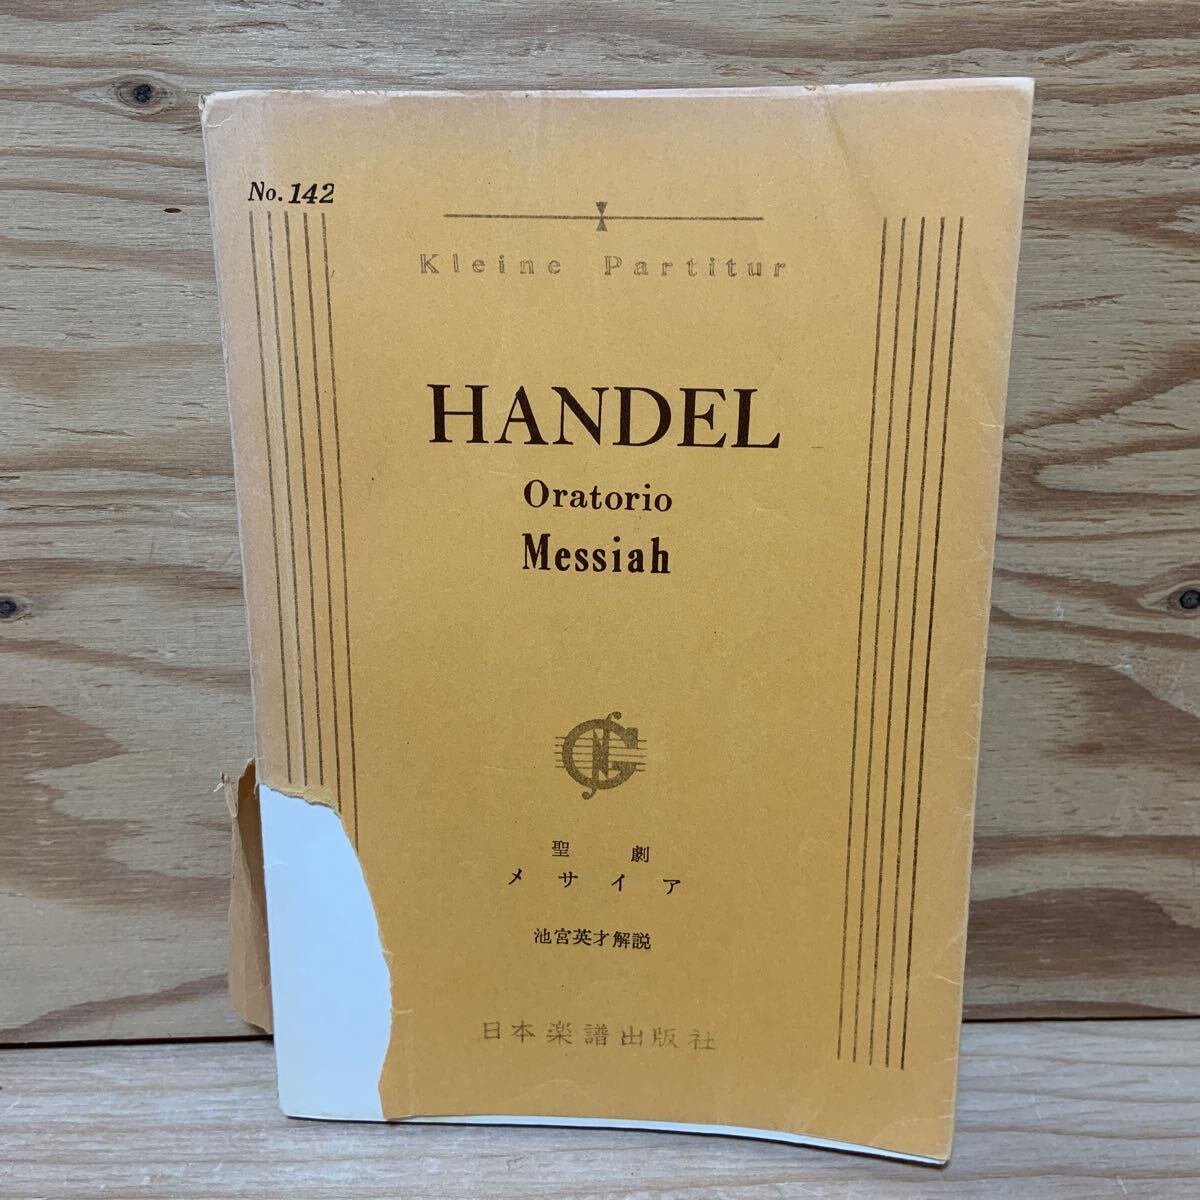 No. 142
Kleine Partitur
HANDEL
Oratorio
Messiah
聖劇
メサイア
池宮英才解説
日本楽譜出版社